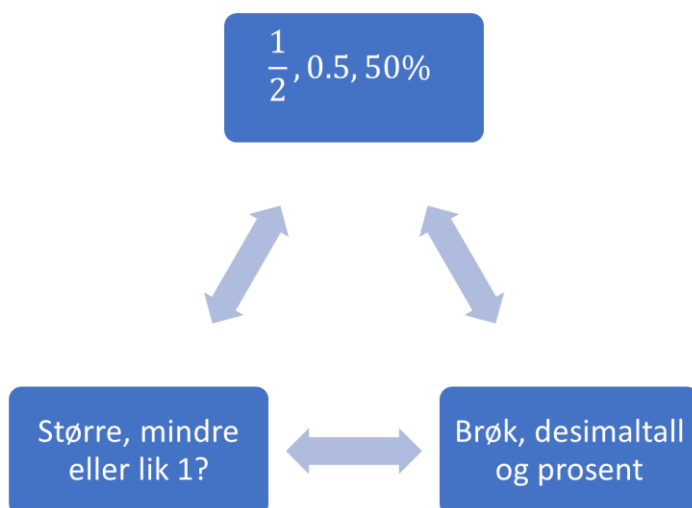 1/2, 0.5, 50%
Større, mindre
eller lik 1?
Brøk, desimaltall
og prosent